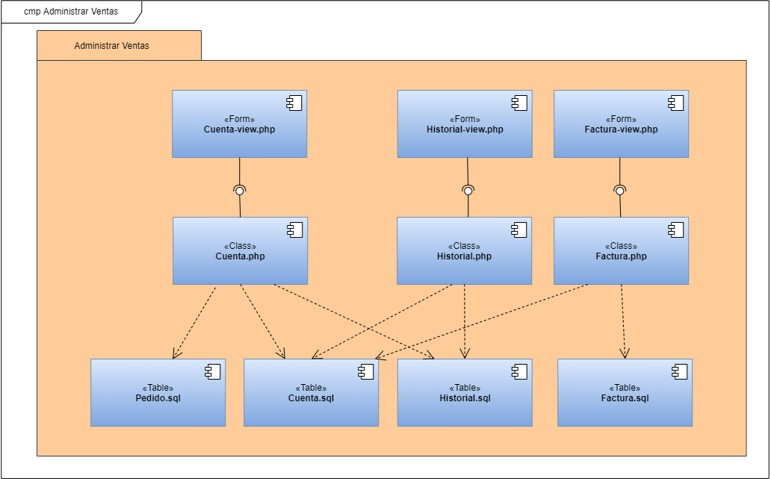 cmp Administrar Ventas
Administrar Ventas
«Form»
Cuenta-view.php
«Form»
Historial-view.php
«Form»
Factura-view.php
«Class»
Cuenta.php
«Class»
Historial.php
«Class»
Factura.php
«Table»
Pedido.sql
«Table»
Cuenta.sql
«Table»
Historial.sql
«Table»
Factura.sql